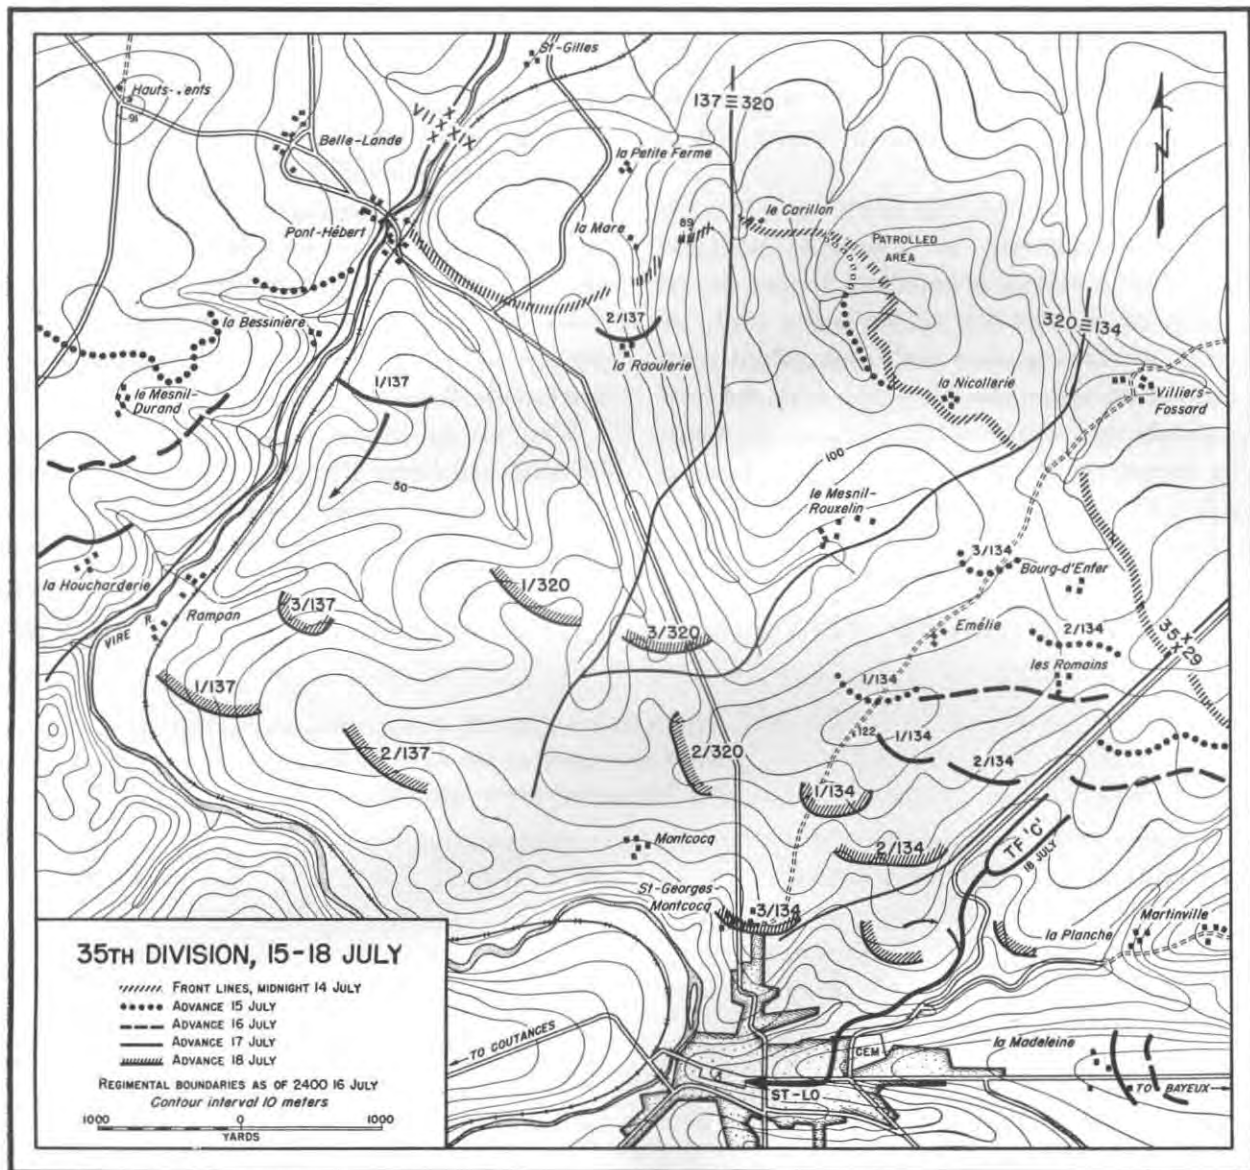 St-Gilles
91
VII XXX XIX
Belle-Lande
137 320
la Petite Ferme
N
Pont-Hébert
la Mare
89
le Carillon
PATROLLED
AREA
la Bessinière
2/137
la Raoulerie
320 134
1/137
le Mesnil-
Durand
la Nicollerie
Villiers-
Fossard
50
100
le Mesnil-
Rouxelin
la Houcharderie
VIRE R.
Rampan
3/137
1/320
3/320
3/134
Bourg-d'Enfer
Emélie
2/134
les Romains
35 X 29
1/137
1/134
122
2/137
2/320
1/134
2/134
1/134
TF 'C'
18 JULY
Montcocq
2/134
St-Georges-
Montcocq
3/134
la Planche
Martinville
35TH DIVISION, 15-18 JULY
FRONT LINES, MIDNIGHT 14 JULY
ADVANCE 15 JULY
ADVANCE 16 JULY
ADVANCE 17 JULY
ADVANCE 18 JULY
REGIMENTAL BOUNDARIES AS OF 2400 16 JULY
Contour interval 10 meters
1000 0 1000
YARDS
TO COUTANCES
CEM
la Madeleine
ST-LO
TO BAYEUX